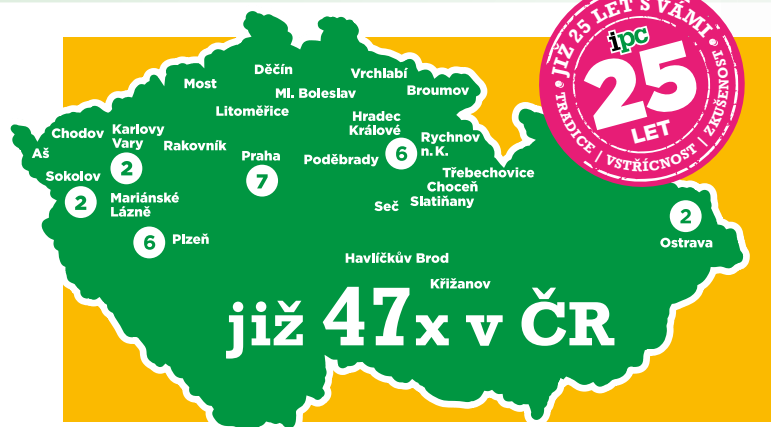 JIŽ 25 LET S VÁMI
ipc
25
LET
TRADICE | VSTŘÍCNOST | ZKUŠENOST
Děčín
Vrchlabí
Most
Ml. Boleslav
Broumov
Litoměřice
Hradec
Králové
6
Chodov
Karlovy
Vary
2
Rakovník
Rychnov
n. K.
Aš
Praha
7
Poděbrady
Sokolov
2
Třebechovice
Choceň
Slatiňany
Mariánské
Lázně
Seč
2
Ostrava
6
Plzeň
Havlíčkův Brod
Křižanov
již 47x v ČR